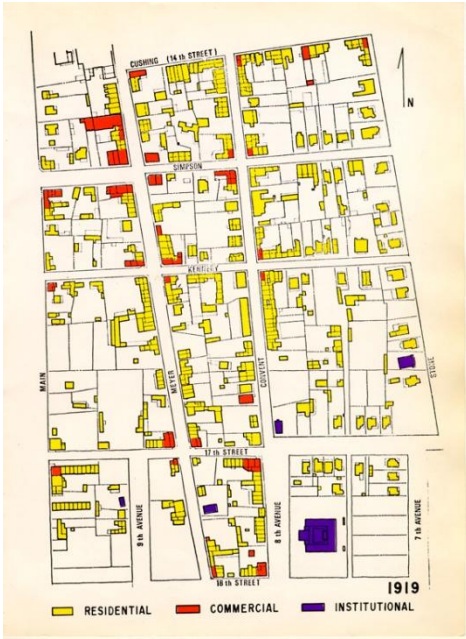 CUSHING (14th STREET)
N
SIMPSON
KENNEDY
MAIN
MEYER
CONVENT
STONE
17th STREET
9th AVENUE
8th AVENUE
7th AVENUE
18th STREET
1919
RESIDENTIAL COMMERCIAL INSTITUTIONAL